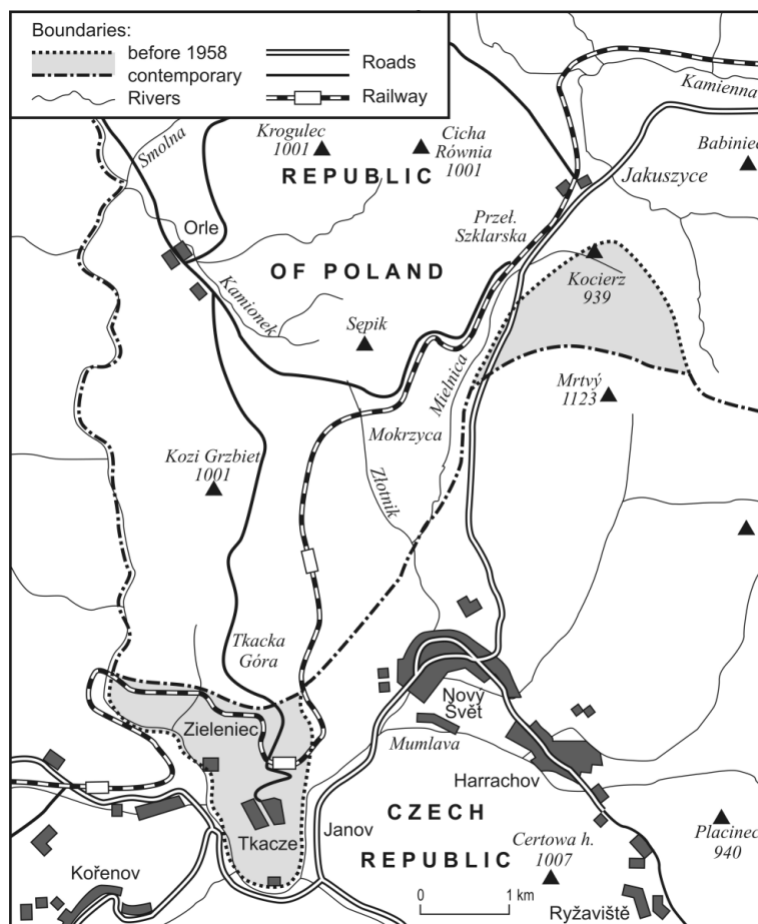 Boundaries:
before 1958
contemporary
Rivers
Roads
Railway
Kamienna
Smolna
Krogulec
1001
Cicha
Równia
1001
Babiniec
REPUBLIC
Jakuszyce
Orle
Przeł.
Szklarska
OF POLAND
Kocierz
939
Kamionek
Sępik
Mielnica
Mrtvý
1123
Mokrzyca
Kozi Grzbiet
1001
Złotnik
Tkacka
Góra
Nový
Svět
Zieleniec
Mumlava
Harrachov
CZECH
Janov
Tkacze
REPUBLIC
Certowa h.
1007
Placinec
940
Kořenov
0 1 km
Ryžaviště